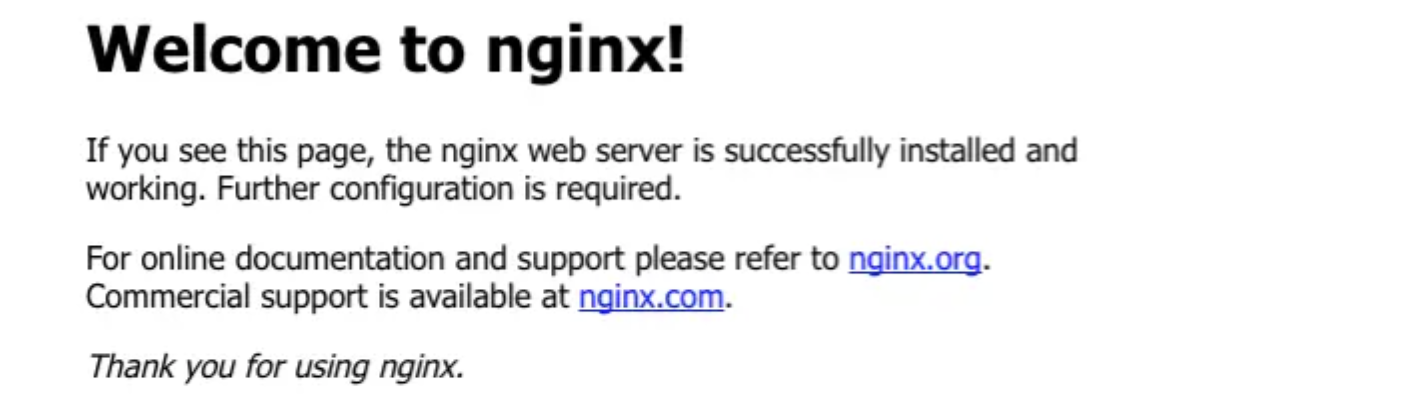 Welcome to nginx!
If you see this page, the nginx web server is successfully installed and
working. Further configuration is required.
For online documentation and support please refer to nginx.org.
Commercial support is available at nginx.com.
Thank you for using nginx.